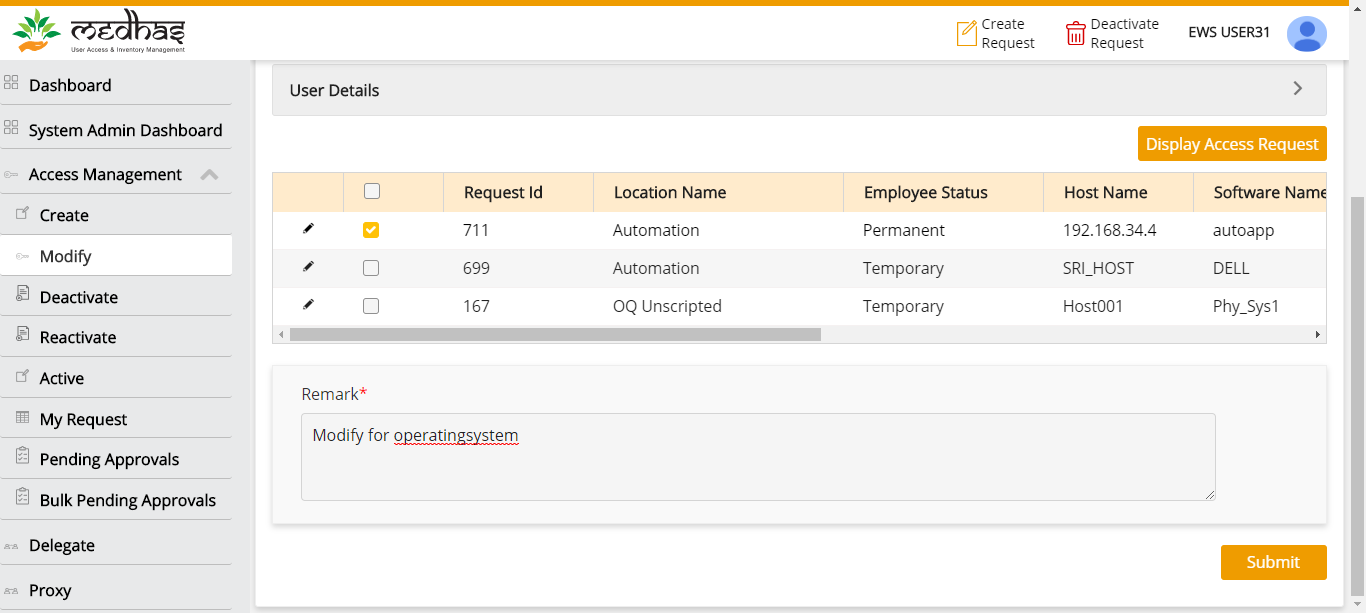 medhas
User Access & Inventory Management
Create Request
Deactivate Request
EWS USER31
Dashboard
System Admin Dashboard
Access Management
Create
Modify
Deactivate
Reactivate
Active
My Request
Pending Approvals
Bulk Pending Approvals
Delegate
Proxy
User Details
Display Access Request
Request Id Location Name Employee Status Host Name Software Name
711 Automation Permanent 192.168.34.4 autoapp
699 Automation Temporary SRI_HOST DELL
167 OQ Unscripted Temporary Host001 Phy_Sys1
Remark*
Modify for operatingsystem
Submit